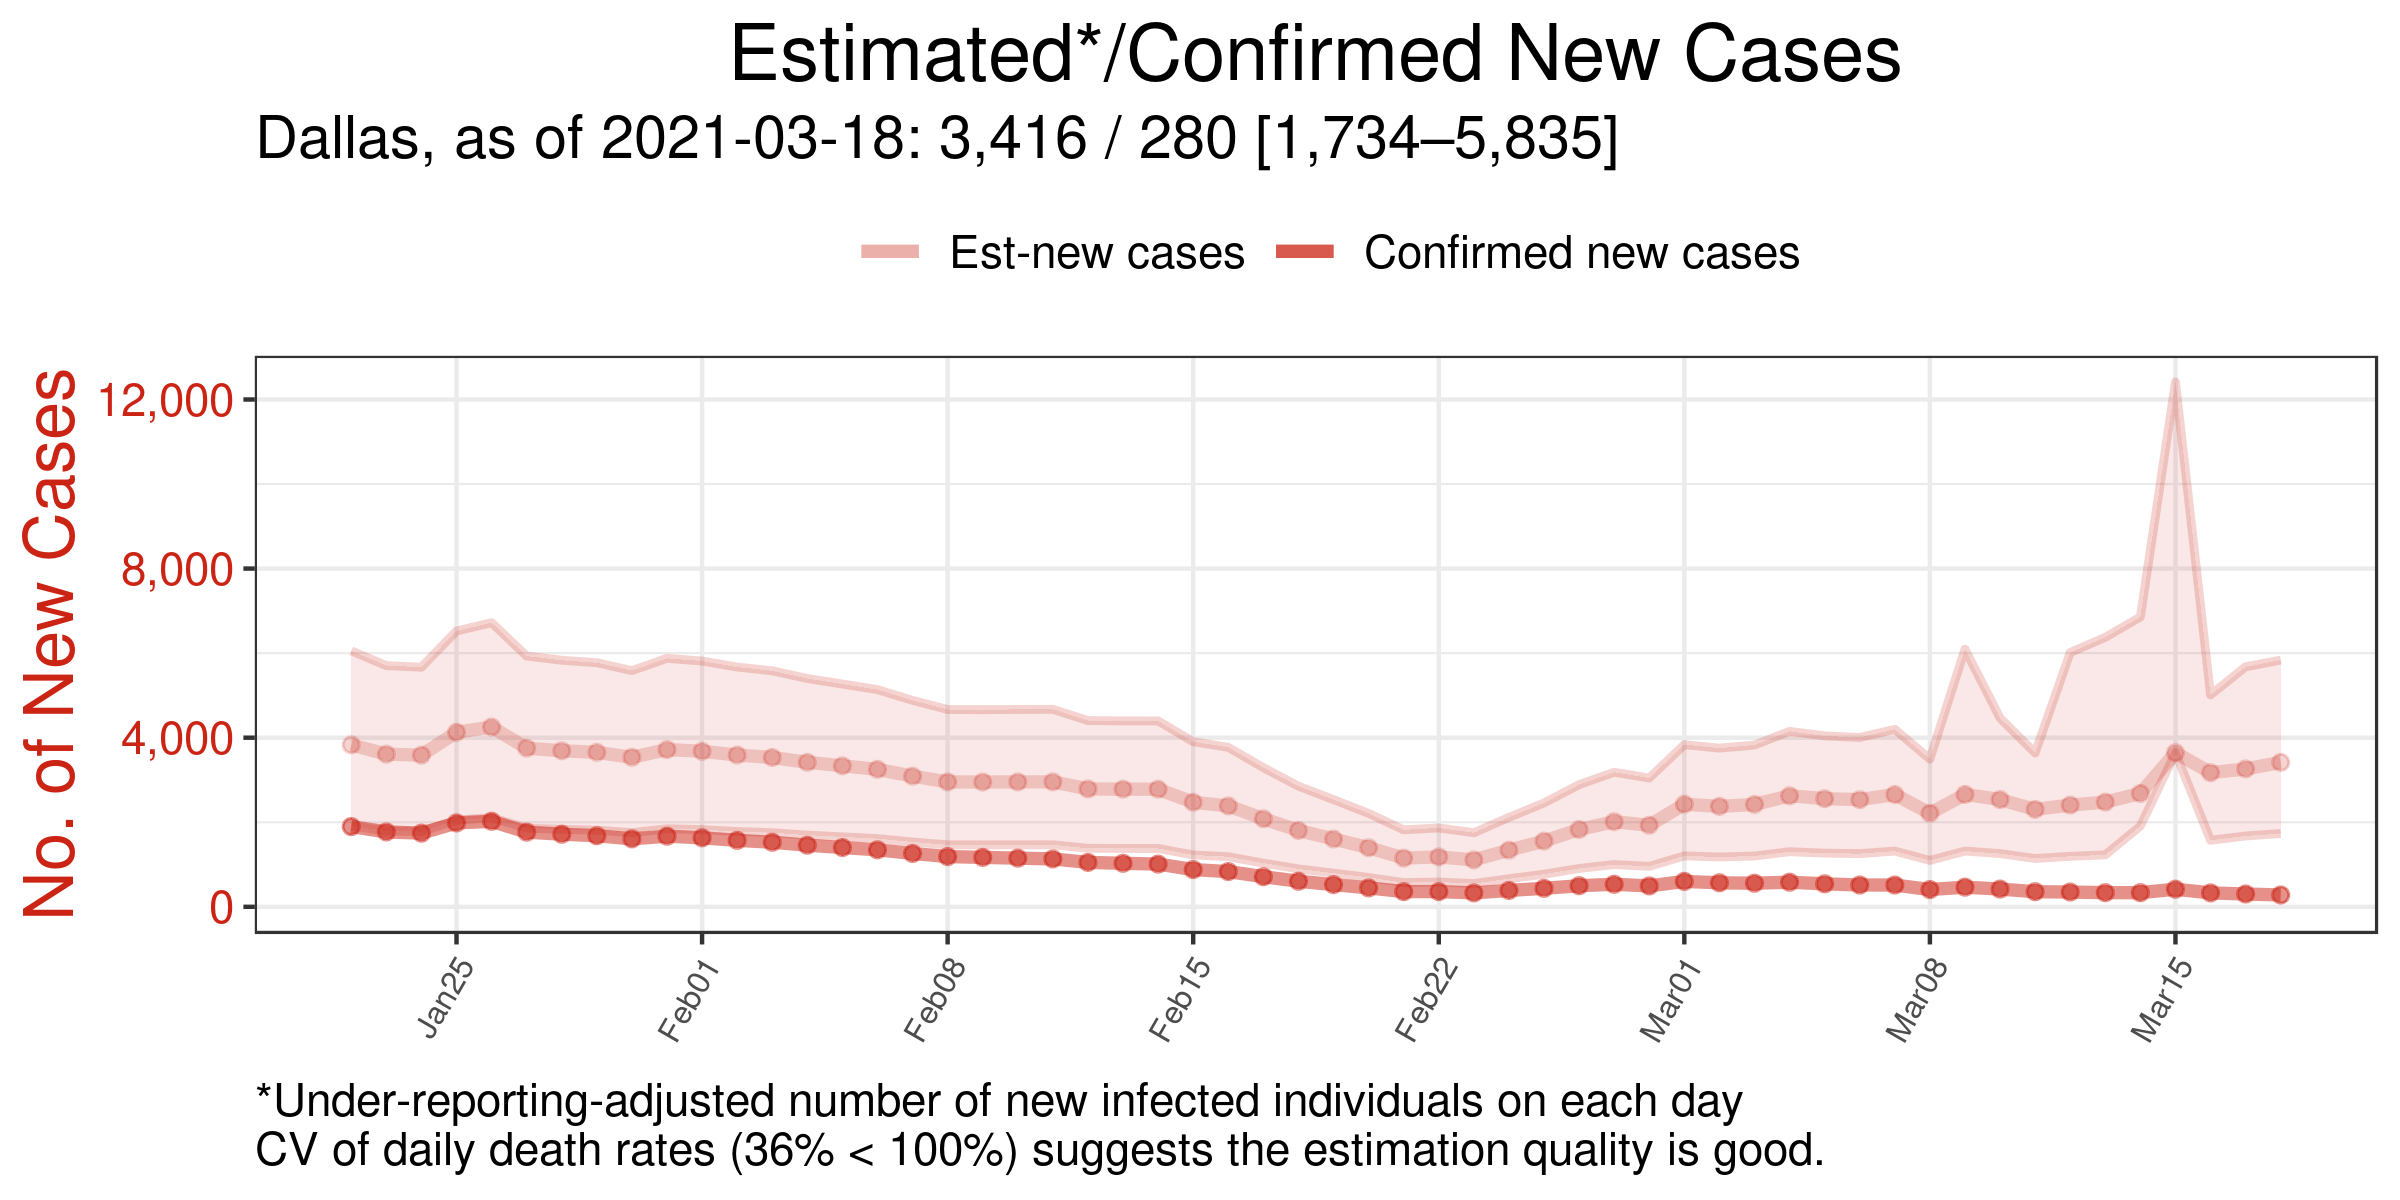 Estimated*/Confirmed New Cases
Dallas, as of 2021-03-18: 3,416 / 280 [1,734–5,835]
Est-new cases
Confirmed new cases
No. of New Cases
12,000
8,000
4,000
0
Jan25
Feb01
Feb08
Feb15
Feb22
Mar01
Mar08
Mar15
*Under-reporting-adjusted number of new infected individuals on each day
CV of daily death rates (36% < 100%) suggests the estimation quality is good.